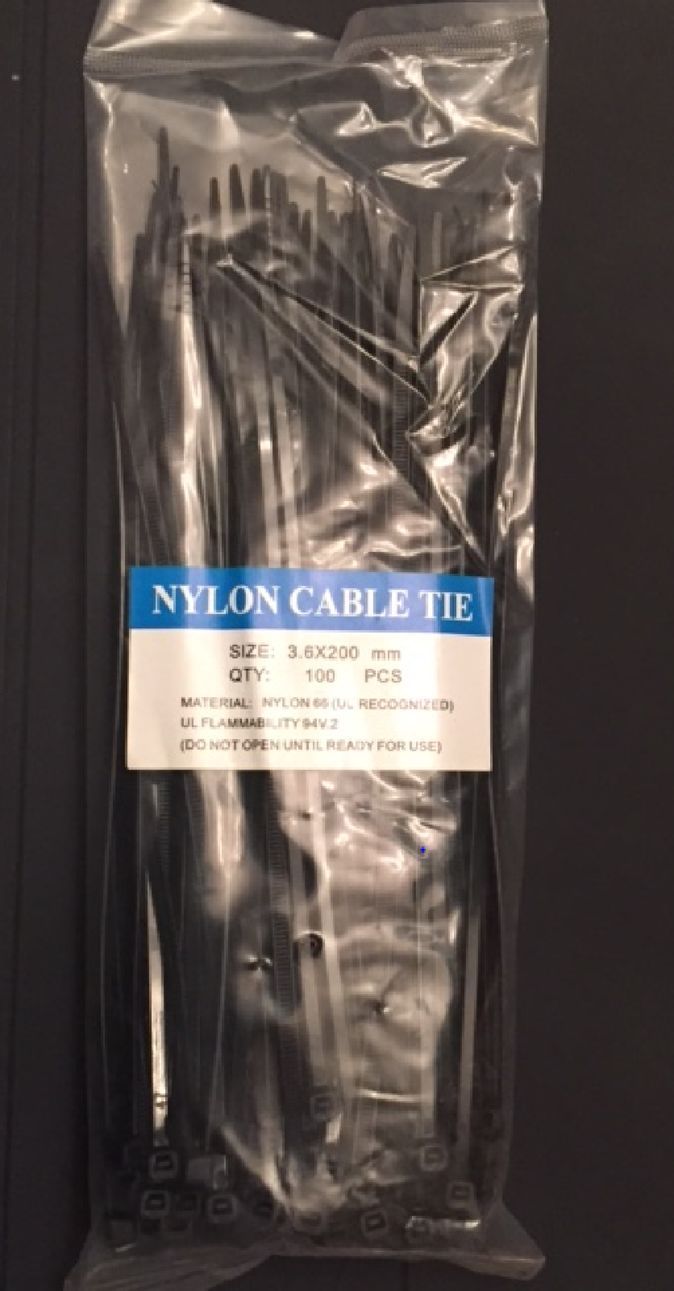 NYLON CABLE TIE
SIZE: 3.6X200 mm
QTY: 100 PCS
MATERIAL: NYLON 66 (UL RECOGNIZED)
UL FLAMMABILITY 94V.2
(DO NOT OPEN UNTIL READY FOR USE)